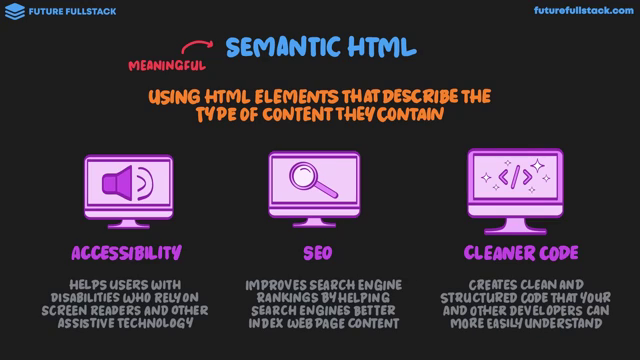 FUTURE FULLSTACK
futurefullstack.com
SEMANTIC HTML
MEANINGFUL
USING HTML ELEMENTS THAT DESCRIBE THE
TYPE OF CONTENT THEY CONTAIN
</>
ACCESSIBILITY
HELPS USERS WITH
DISABILITIES WHO RELY ON
SCREEN READERS AND OTHER
ASSISTIVE TECHNOLOGY
SEO
IMPROVES SEARCH ENGINE
RANKINGS BY HELPING
SEARCH ENGINES BETTER
INDEX WEB PAGE CONTENT
CLEANER CODE
CREATES CLEAN AND
STRUCTURED CODE THAT YOUR
AND OTHER DEVELOPERS CAN
MORE EASILY UNDERSTAND